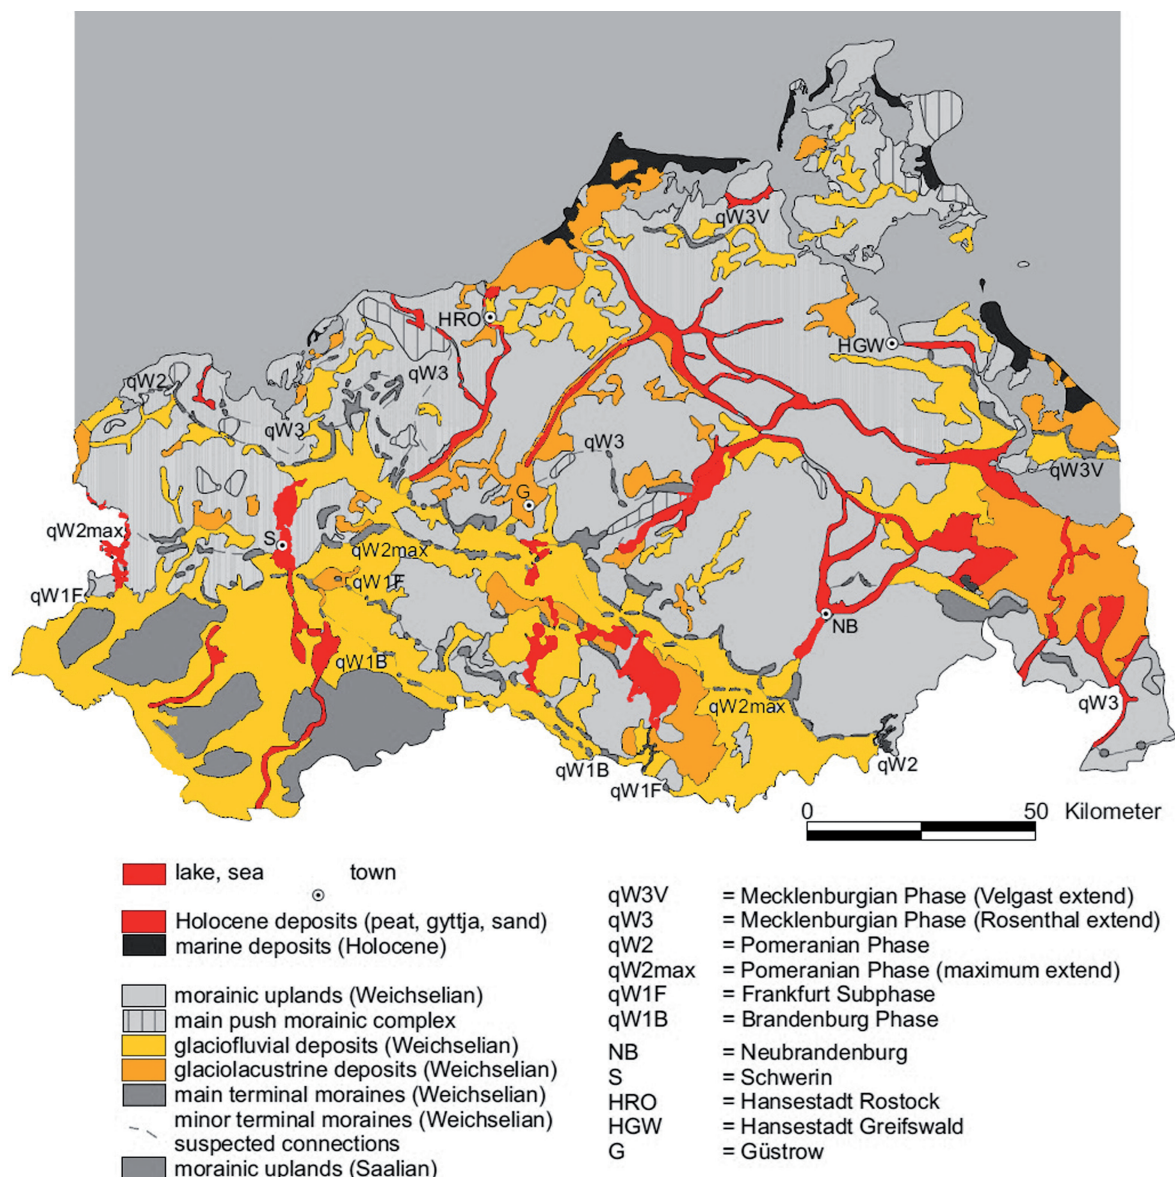 qW3V
HRO
HGW
qW3
qW2
qW3
qW3
qW3V
G
qW2max
S
qW2max
qW1F
qW1F
NB
qW1B
qW3
qW2max
qW1B
qW2
qW1F
0 50 Kilometer
lake, sea town
Holocene deposits (peat, gyttja, sand)
marine deposits (Holocene)
morainic uplands (Weichselian)
main push morainic complex
glaciofluvial deposits (Weichselian)
glaciolacustrine deposits (Weichselian)
main terminal moraines (Weichselian)
minor terminal moraines (Weichselian)
suspected connections
morainic uplands (Saalian)
qW3V = Mecklenburgian Phase (Velgast extend)
qW3 = Mecklenburgian Phase (Rosenthal extend)
qW2 = Pomeranian Phase
qW2max = Pomeranian Phase (maximum extend)
qW1F = Frankfurt Subphase
qW1B = Brandenburg Phase
NB = Neubrandenburg
S = Schwerin
HRO = Hansestadt Rostock
HGW = Hansestadt Greifswald
G = Güstrow